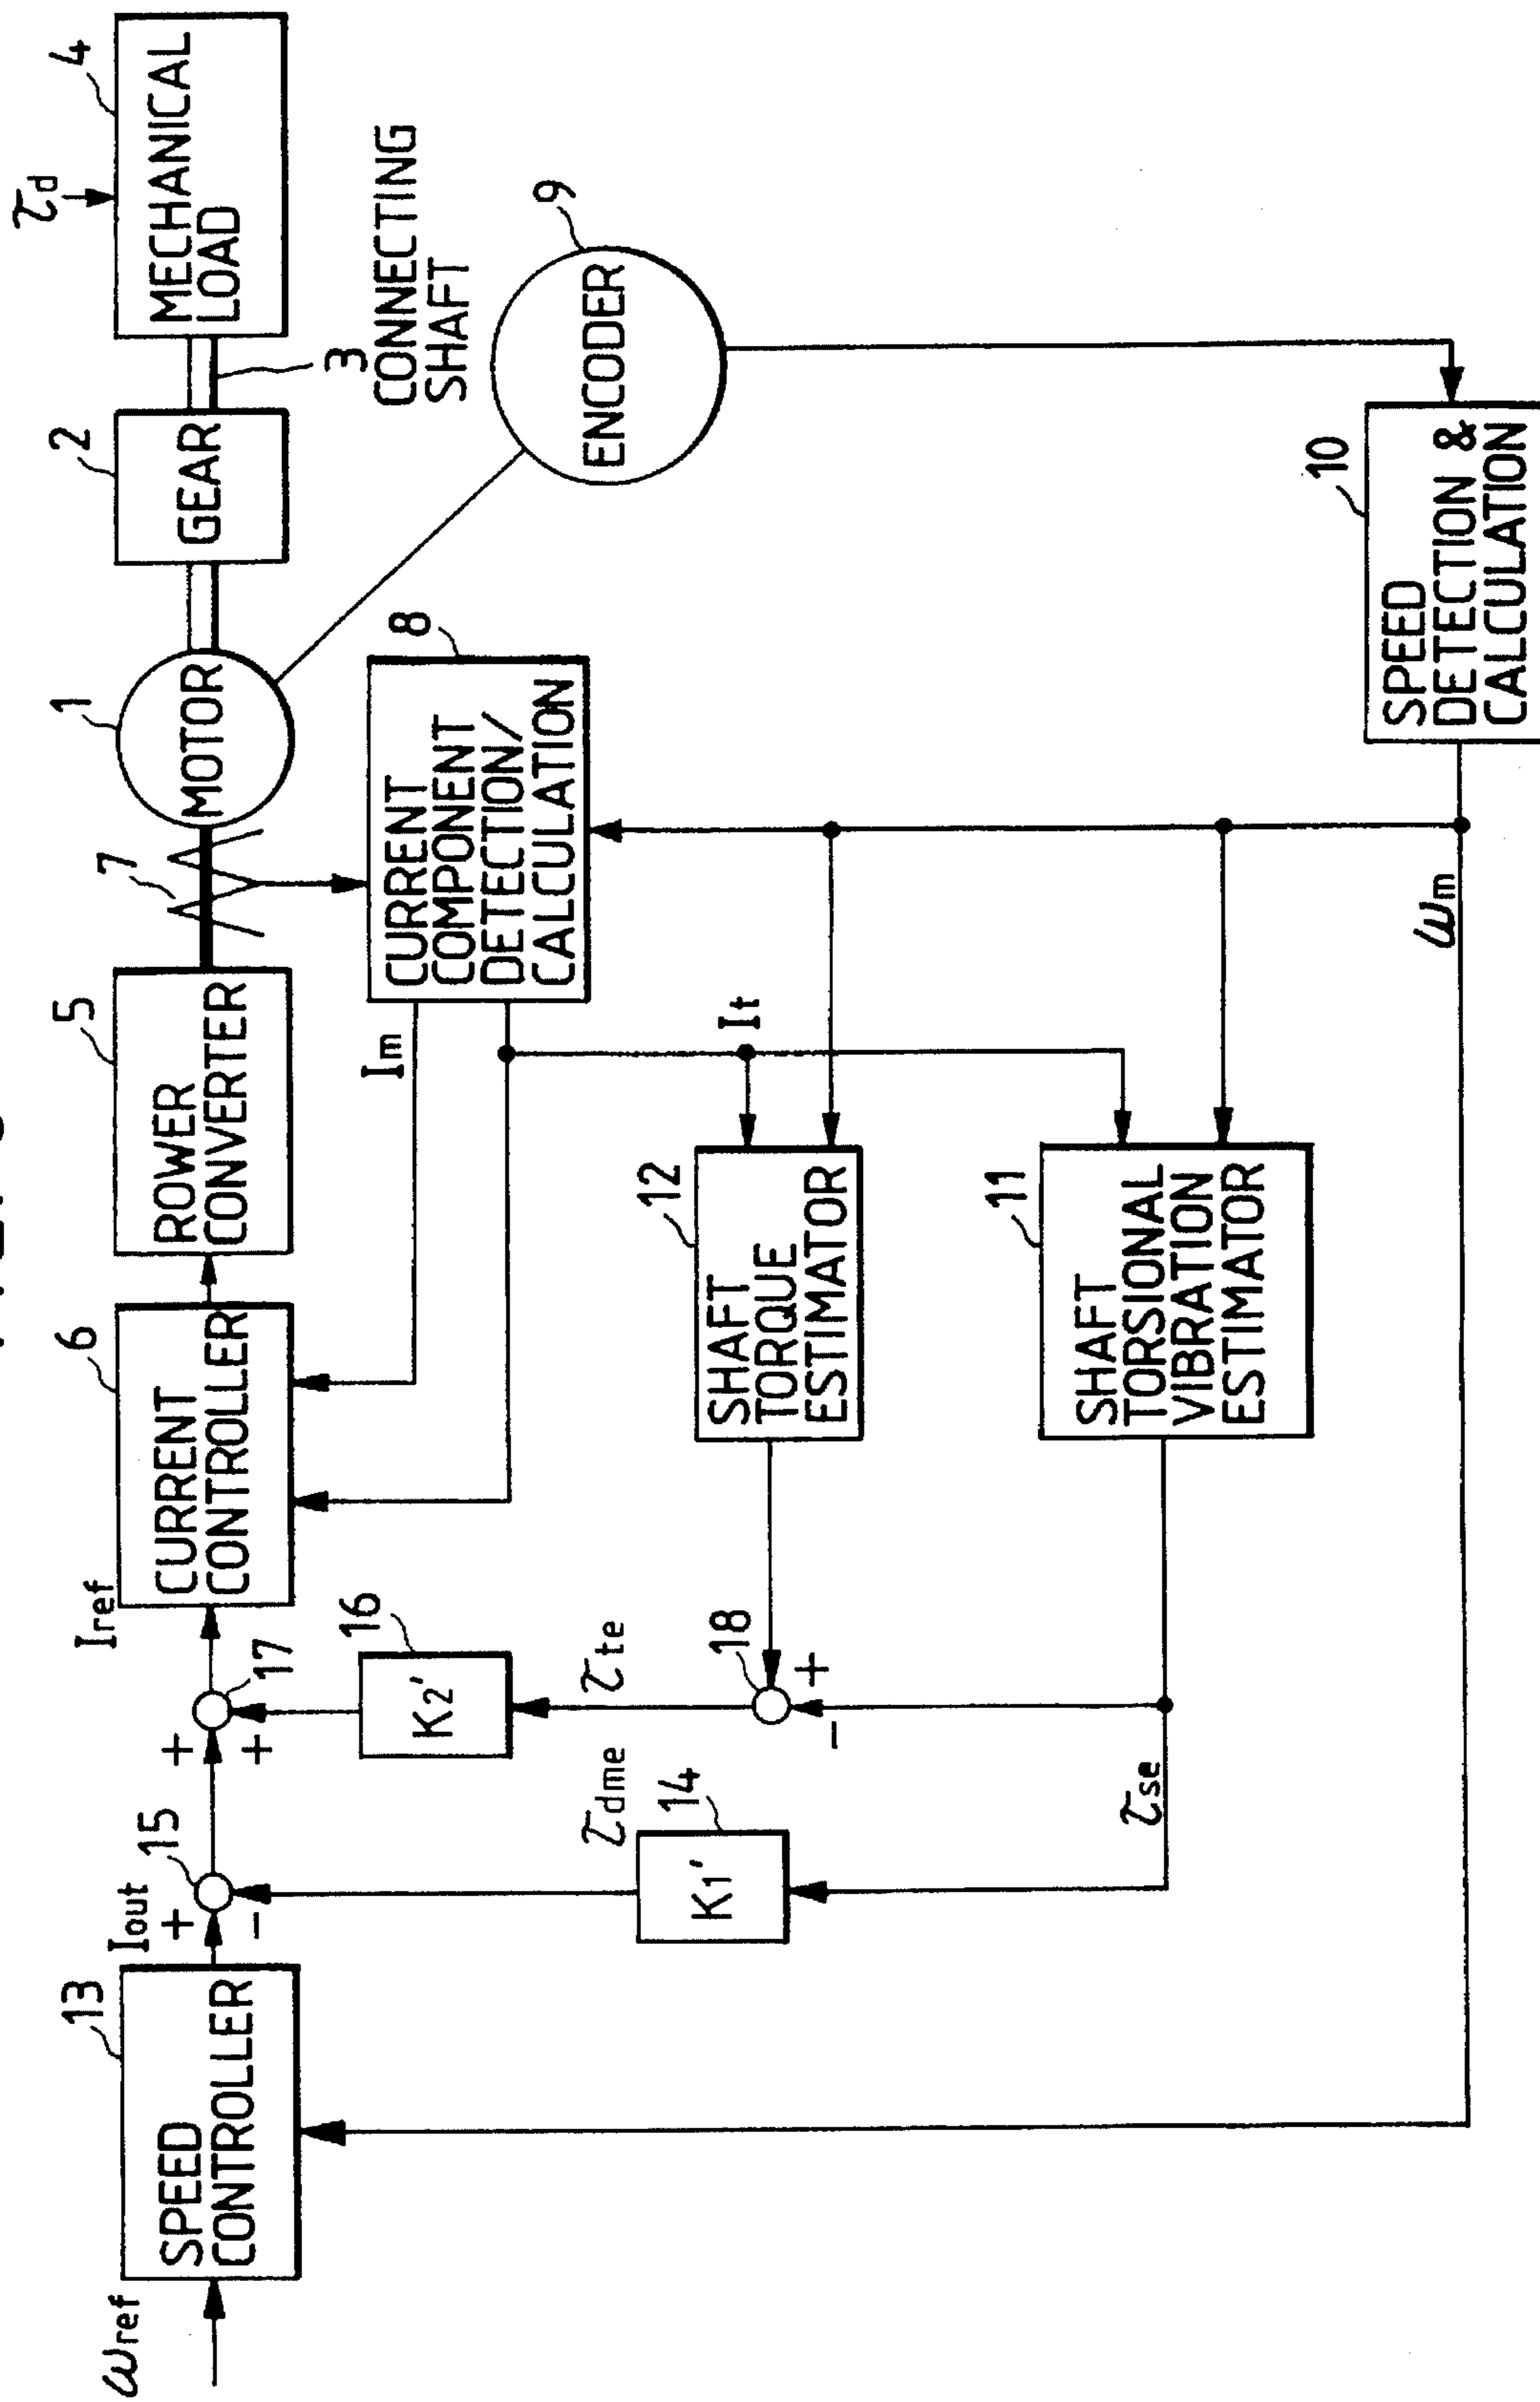 ωref
13
SPEED
CONTROLLER
Iout
+
−
15
+
+
17
Iref
6
CURRENT
CONTROLLER
5
ROWER
CONVERTER
7
1
MOTOR
2
GEAR
3
CONNECTING
SHAFT
4
MECHANICAL
LOAD
τd
9
ENCODER
8
CURRENT
COMPONENT
DETECTION/
CALCULATION
Im
It
16
K2'
τte
18
+
−
12
SHAFT
TORQUE
ESTIMATOR
τdme
14
K1'
τse
11
SHAFT
TORSIONAL
VIBRATION
ESTIMATOR
10
SPEED
DETECTION &
CALCULATION
ωm